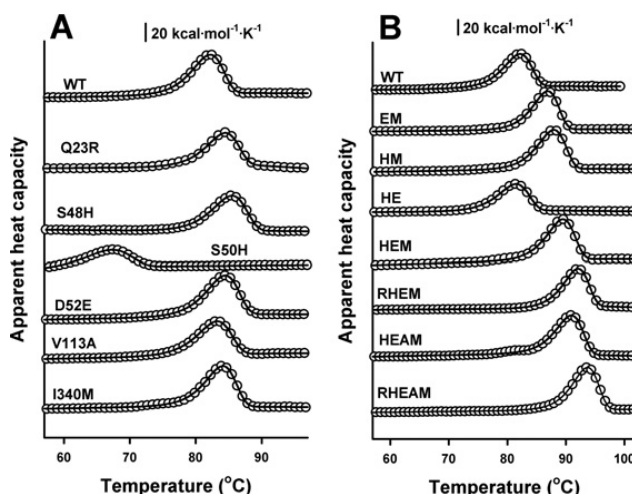 A
20 kcal·mol⁻¹·K⁻¹
WT
Q23R
S48H
S50H
D52E
V113A
I340M
Apparent heat capacity
60 70 80 90
Temperature (°C)
B
20 kcal·mol⁻¹·K⁻¹
WT
EM
HM
HE
HEM
RHEM
HEAM
RHEAM
Apparent heat capacity
60 70 80 90 100
Temperature (°C)